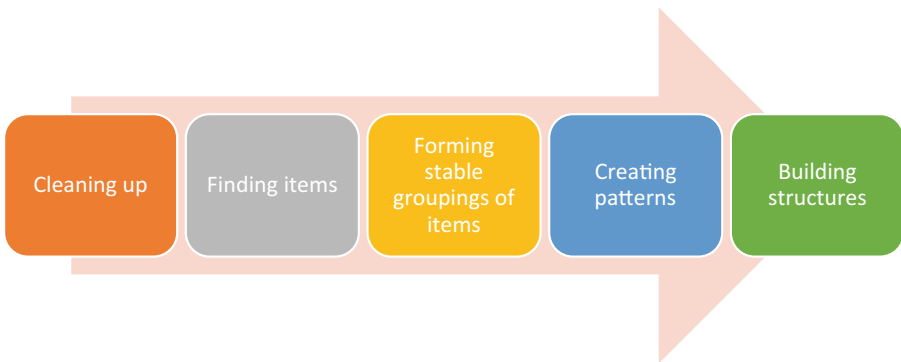 Cleaning up
Finding items
Forming
stable
groupings of
items
Creating
patterns
Building
structures